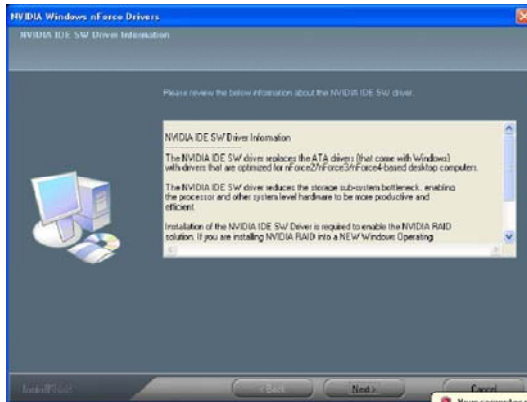 NVIDIA Windows nForce Drivers
NVIDIA IDE SW Driver Information
Please review the below information about the NVIDIA IDE SW driver.
NVIDIA IDE SW Driver Information
The NVIDIA IDE SW driver replaces the ATA drivers (that come with Windows)
with drivers that are optimized for nForce2/nForce3/nForce4-based desktop computers.
The NVIDIA IDE SW driver reduces the storage sub-system bottleneck, enabling
the processor and other system level hardware to be more productive and
efficient.
Installation of the NVIDIA IDE SW Driver is required to enable the NVIDIA RAID
solution. If you are installing NVIDIA RAID into a NEW Windows Operating
InstallShield
< Back
Next >
Cancel
Your computer